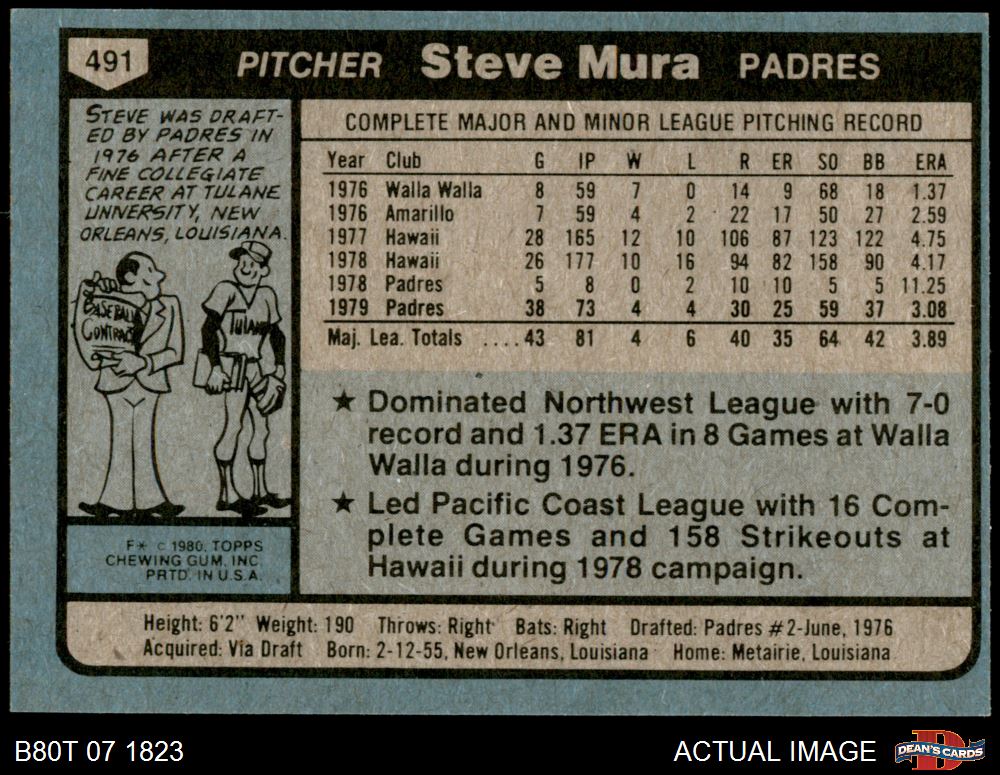 491 PITCHER Steve Mura PADRES
STEVE WAS DRAFT-
ED BY PADRES IN
1976 AFTER A
FINE COLLEGIATE
CAREER AT TULANE
UNIVERSITY, NEW
ORLEANS, LOUISIANA.
BASEBALL
CONTRACT
TULANE
F* © 1980. TOPPS
CHEWING GUM, INC.
PRTD. IN U.S.A.
COMPLETE MAJOR AND MINOR LEAGUE PITCHING RECORD
Year Club G IP W L R ER SO BB ERA
1976 Walla Walla 8 59 7 0 14 9 68 18 1.37
1976 Amarillo 7 59 4 2 22 17 50 27 2.59
1977 Hawaii 28 165 12 10 106 87 123 122 4.75
1978 Hawaii 26 177 10 16 94 82 158 90 4.17
1978 Padres 5 8 0 2 10 10 5 5 11.25
1979 Padres 38 73 4 4 30 25 59 37 3.08
Maj. Lea. Totals ....43 81 4 6 40 35 64 42 3.89
★ Dominated Northwest League with 7-0
record and 1.37 ERA in 8 Games at Walla
Walla during 1976.
★ Led Pacific Coast League with 16 Com-
plete Games and 158 Strikeouts at
Hawaii during 1978 campaign.
Height: 6'2" Weight: 190 Throws: Right Bats: Right Drafted: Padres #2-June, 1976
Acquired: Via Draft Born: 2-12-55, New Orleans, Louisiana Home: Metairie, Louisiana
B80T 07 1823 ACTUAL IMAGE DEAN'S CARDS